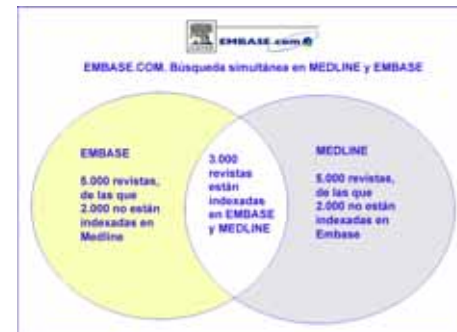 EMBASE.com
EMBASE.COM. Búsqueda simultánea en MEDLINE y EMBASE
EMBASE
5.000 revistas,
de las que
2.000 no están
indexadas en
Medline
3.000
revistas
están
indexadas
en EMBASE
y MEDLINE
MEDLINE
5.000 revistas,
de las que
2.000 no están
indexadas en
Embase